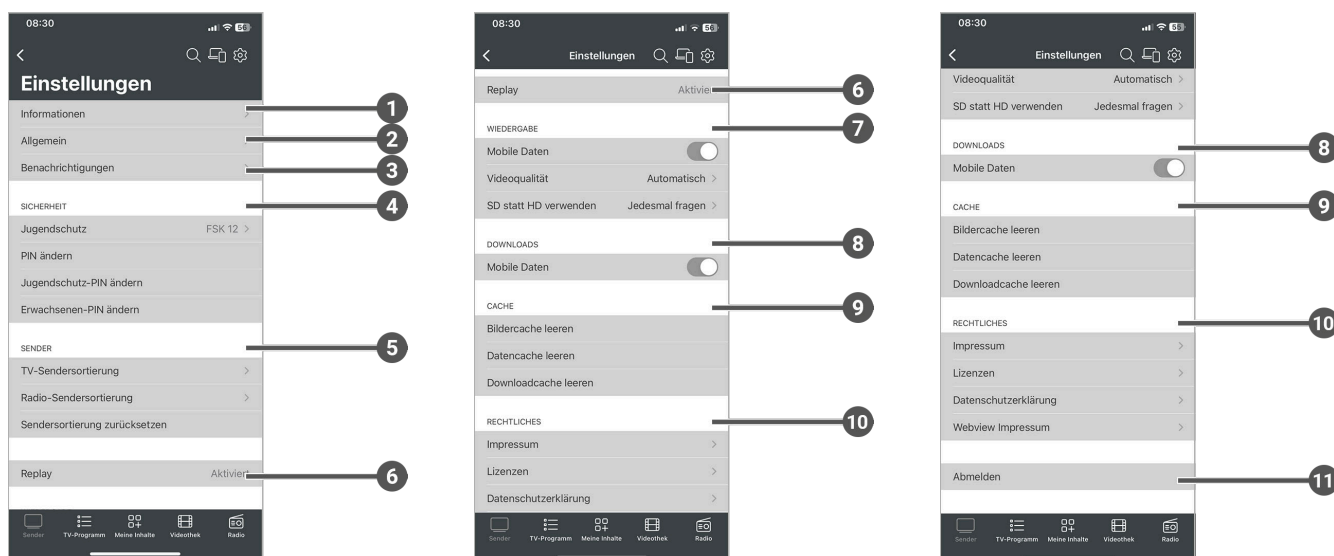 08:30
56
Einstellungen
Informationen
1
Allgemein
2
Benachrichtigungen
3
SICHERHEIT
4
Jugendschutz FSK 12
PIN ändern
Jugendschutz-PIN ändern
Erwachsenen-PIN ändern
SENDER
5
TV-Sendersortierung
Radio-Sendersortierung
Sendersortierung zurücksetzen
Replay Aktiviert
6
Sender TV-Programm Meine Inhalte Videothek Radio
08:30
56
Einstellungen
Replay Aktivier
6
WIEDERGABE
7
Mobile Daten
Videoqualität Automatisch
SD statt HD verwenden Jedesmal fragen
DOWNLOADS
8
Mobile Daten
CACHE
9
Bildercache leeren
Datencache leeren
Downloadcache leeren
RECHTLICHES
10
Impressum
Lizenzen
Datenschutzerklärung
Sender TV-Programm Meine Inhalte Videothek Radio
08:30
Einstellungen
Videoqualität Automatisch
SD statt HD verwenden Jedesmal fragen
DOWNLOADS
8
Mobile Daten
CACHE
9
Bildercache leeren
Datencache leeren
Downloadcache leeren
RECHTLICHES
10
Impressum
Lizenzen
Datenschutzerklärung
Webview Impressum
Abmelden
11
Sender TV-Programm Meine Inhalte Videothek Radio